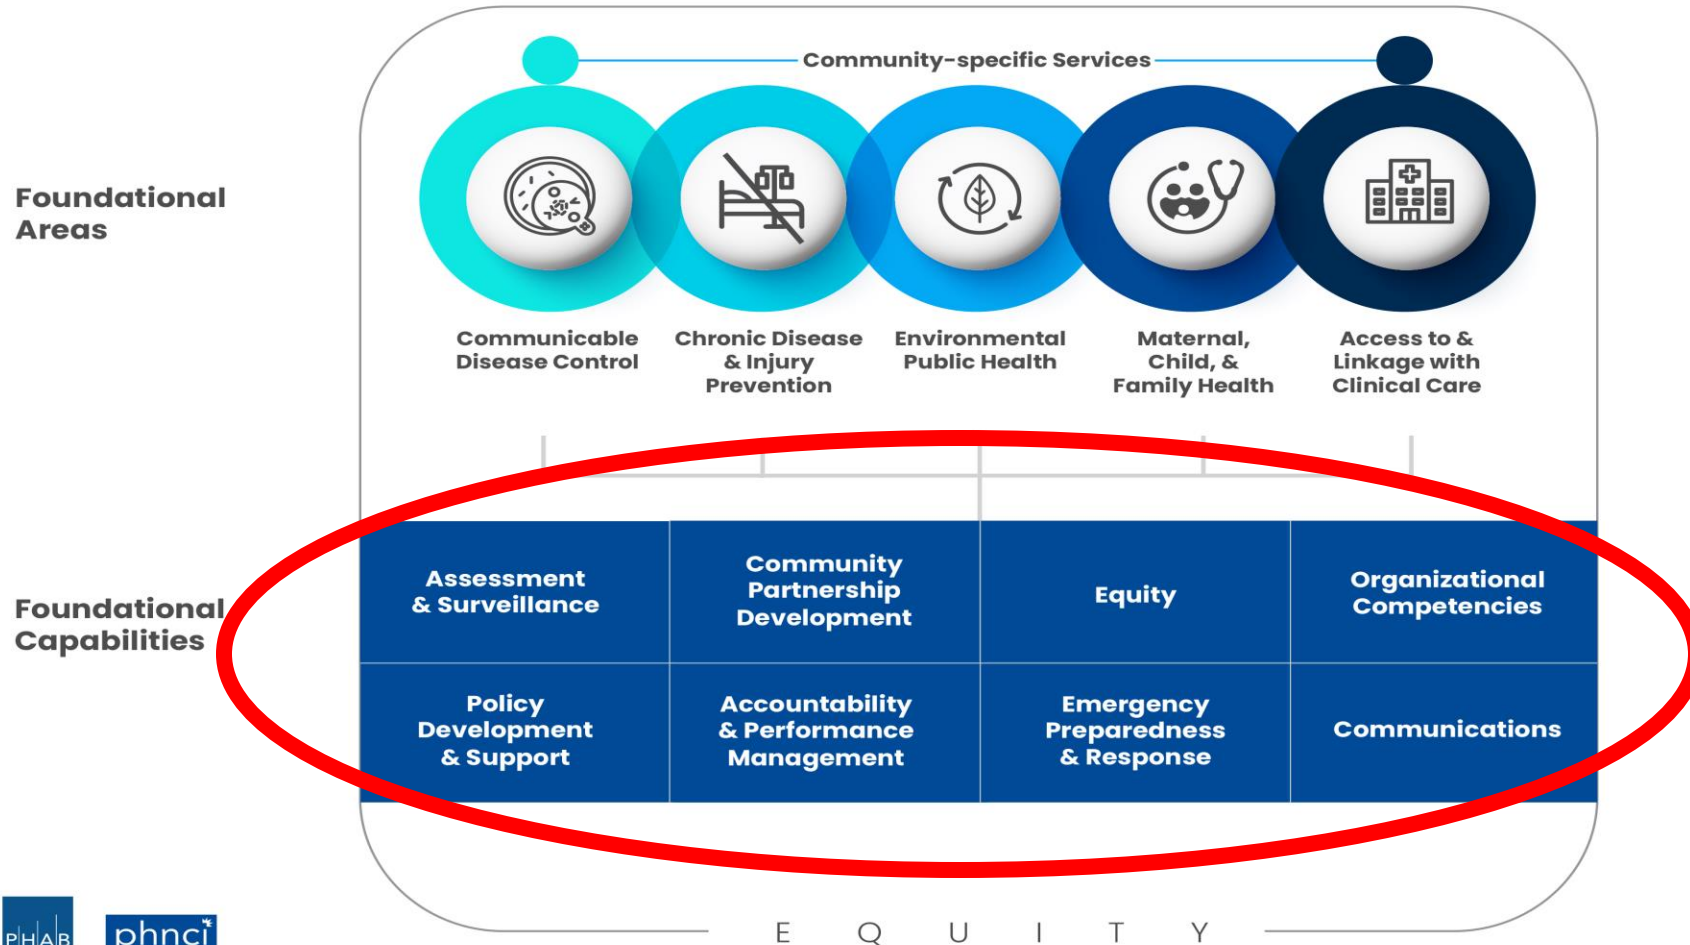 Community-specific Services
Foundational
Areas
Communicable
Disease Control
Chronic Disease
& Injury
Prevention
Environmental
Public Health
Maternal,
Child, &
Family Health
Access to &
Linkage with
Clinical Care
Foundational
Capabilities
Assessment
& Surveillance
Community
Partnership
Development
Equity
Organizational
Competencies
Policy
Development
& Support
Accountability
& Performance
Management
Emergency
Preparedness
& Response
Communications
PHAB
phnci
EQUITY